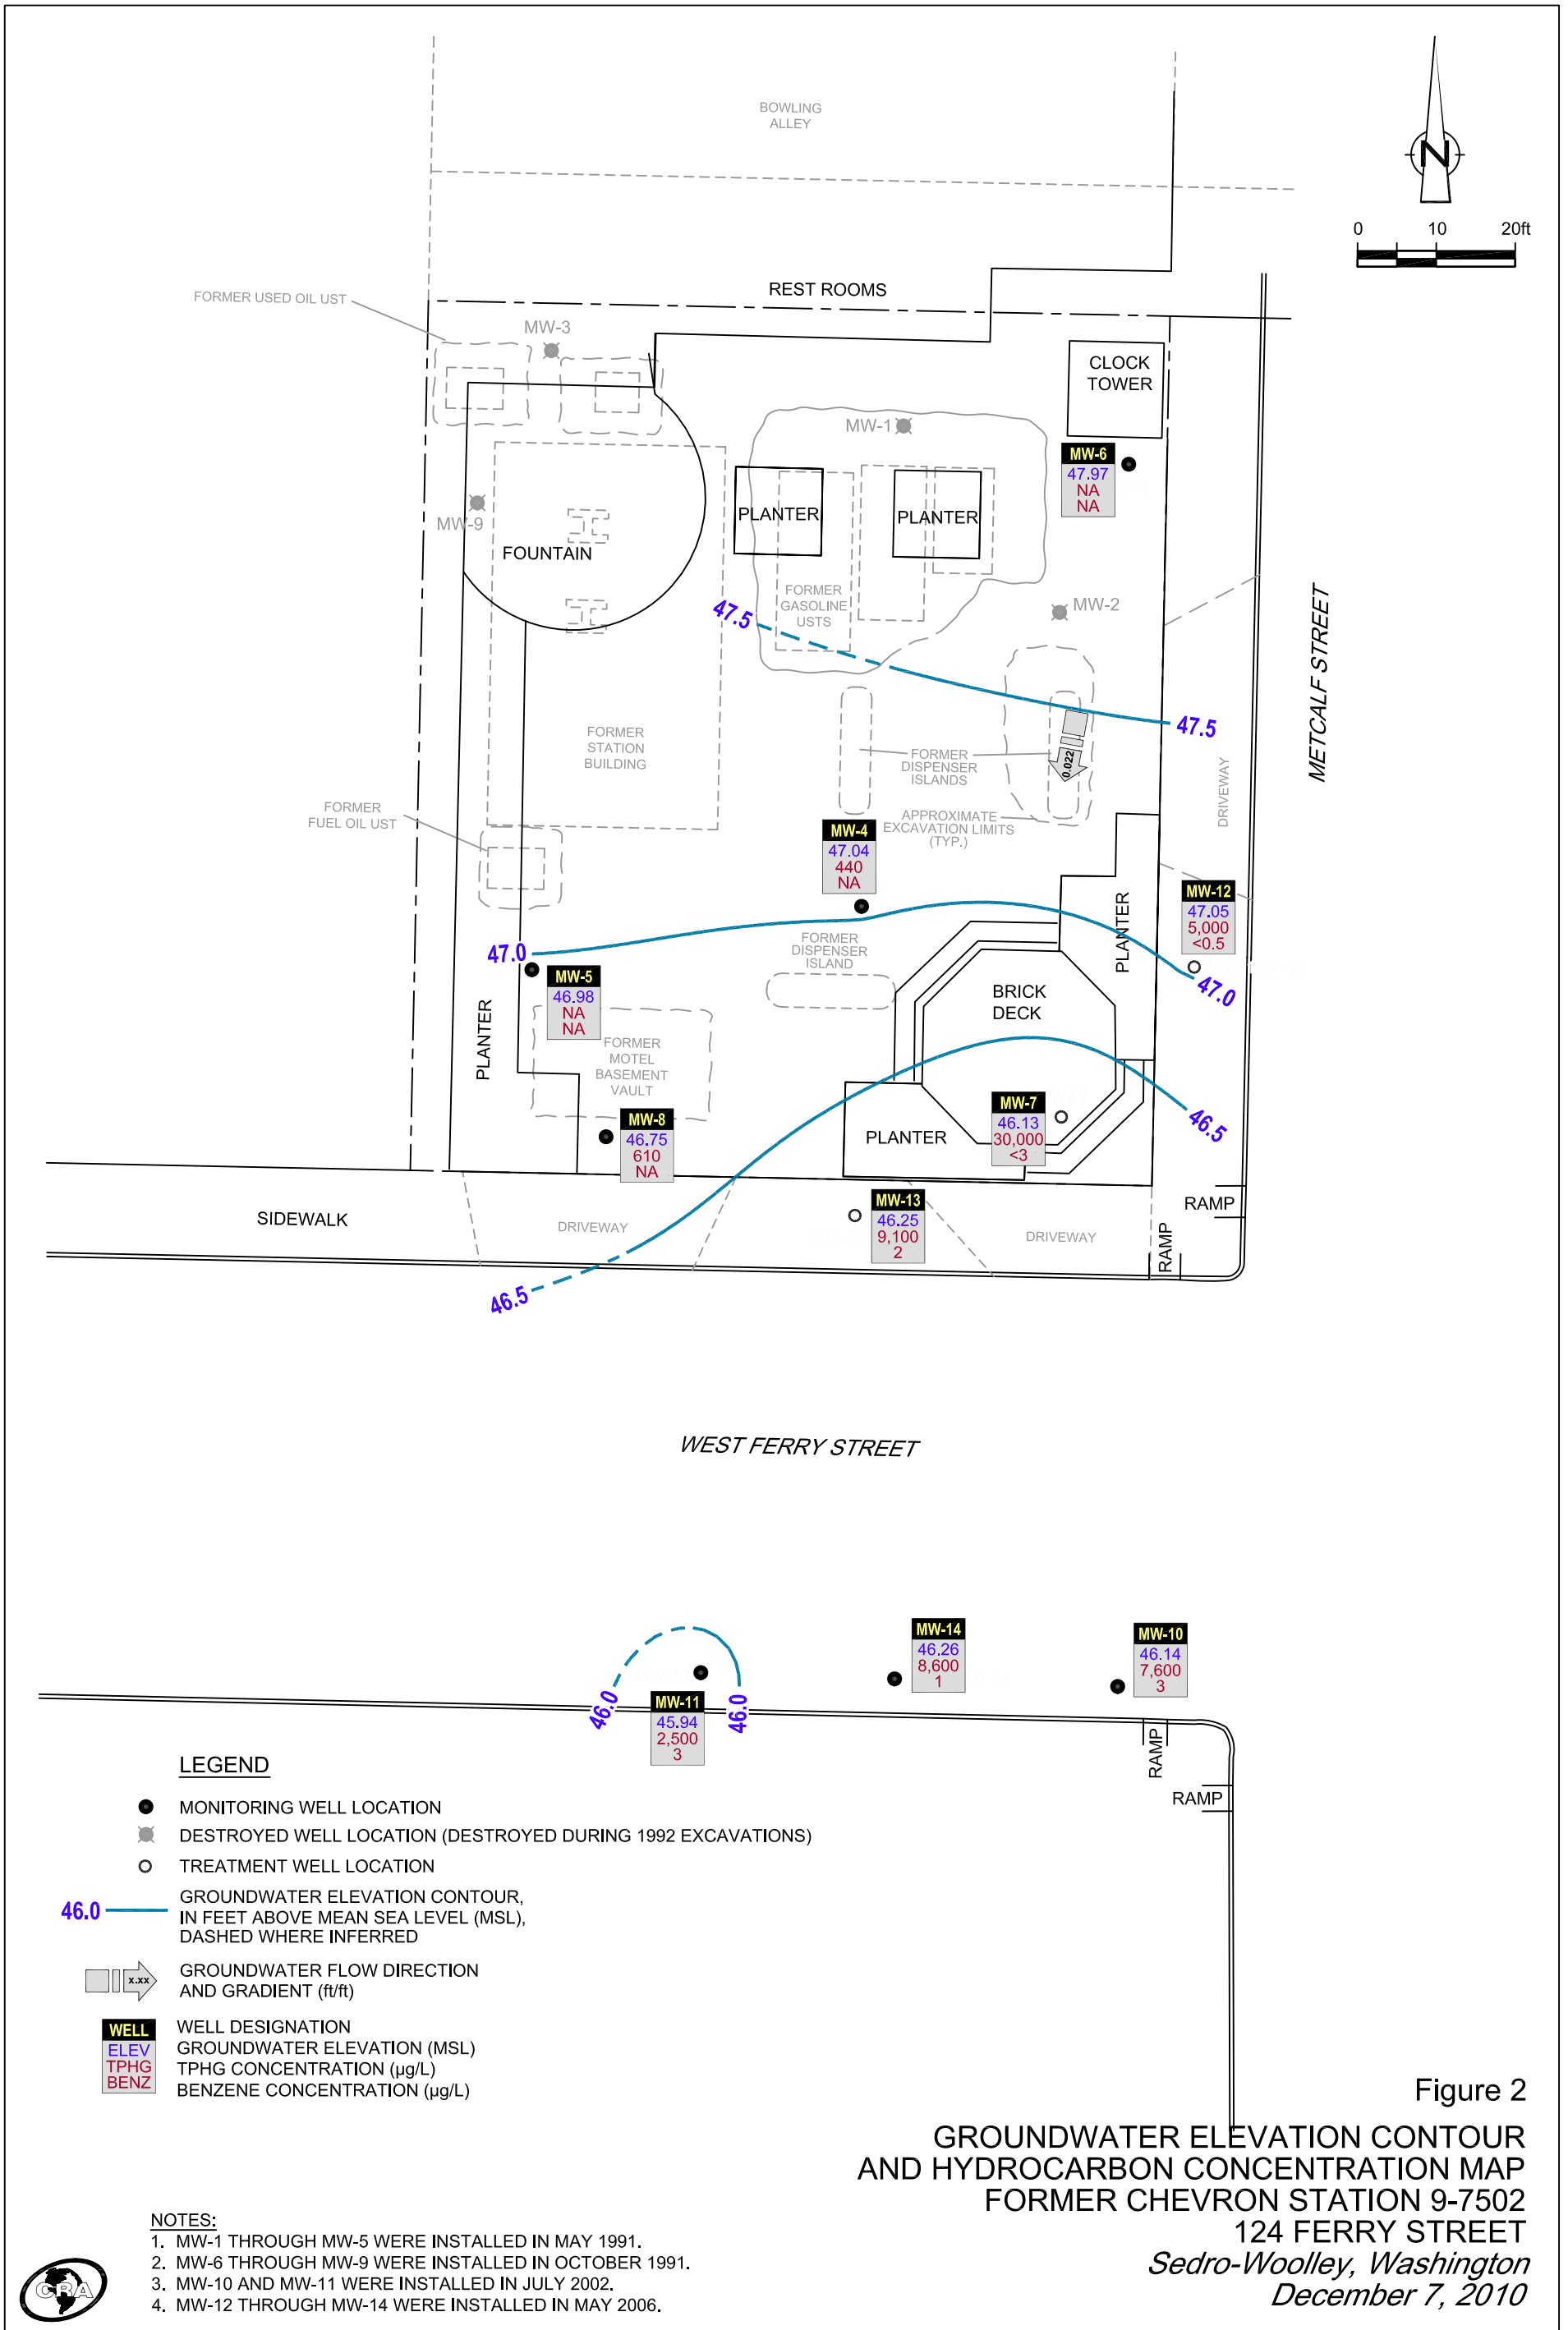 BOWLING
ALLEY
N
0 10 20ft
REST ROOMS
FORMER USED OIL UST
MW-3
CLOCK
TOWER
MW-1
MW-6
47.97
NA
NA
MW-9
PLANTER
PLANTER
FOUNTAIN
FORMER
GASOLINE
USTS
47.5
MW-2
METCALF STREET
47.5
FORMER
STATION
BUILDING
FORMER
DISPENSER
ISLANDS
0.022
DRIVEWAY
FORMER
FUEL OIL UST
APPROXIMATE
EXCAVATION LIMITS
(TYP.)
MW-4
47.04
440
NA
MW-12
47.05
5,000
<0.5
PLANTER
47.0
FORMER
DISPENSER
ISLAND
MW-5
46.98
NA
NA
BRICK
DECK
47.0
PLANTER
FORMER
MOTEL
BASEMENT
VAULT
MW-7
46.13
30,000
<3
46.5
MW-8
46.75
610
NA
PLANTER
SIDEWALK
DRIVEWAY
MW-13
46.25
9,100
2
DRIVEWAY
RAMP
RAMP
46.5
WEST FERRY STREET
MW-14
46.26
8,600
1
MW-10
46.14
7,600
3
46.0
MW-11
45.94
2,500
3
46.0
RAMP
RAMP
LEGEND
MONITORING WELL LOCATION
DESTROYED WELL LOCATION (DESTROYED DURING 1992 EXCAVATIONS)
TREATMENT WELL LOCATION
46.0
GROUNDWATER ELEVATION CONTOUR,
IN FEET ABOVE MEAN SEA LEVEL (MSL),
DASHED WHERE INFERRED
x.xx
GROUNDWATER FLOW DIRECTION
AND GRADIENT (ft/ft)
WELL
ELEV
TPHG
BENZ
WELL DESIGNATION
GROUNDWATER ELEVATION (MSL)
TPHG CONCENTRATION (µg/L)
BENZENE CONCENTRATION (µg/L)
Figure 2
GROUNDWATER ELEVATION CONTOUR
AND HYDROCARBON CONCENTRATION MAP
FORMER CHEVRON STATION 9-7502
124 FERRY STREET
Sedro-Woolley, Washington
December 7, 2010
NOTES:
1. MW-1 THROUGH MW-5 WERE INSTALLED IN MAY 1991.
2. MW-6 THROUGH MW-9 WERE INSTALLED IN OCTOBER 1991.
3. MW-10 AND MW-11 WERE INSTALLED IN JULY 2002.
4. MW-12 THROUGH MW-14 WERE INSTALLED IN MAY 2006.
CRA